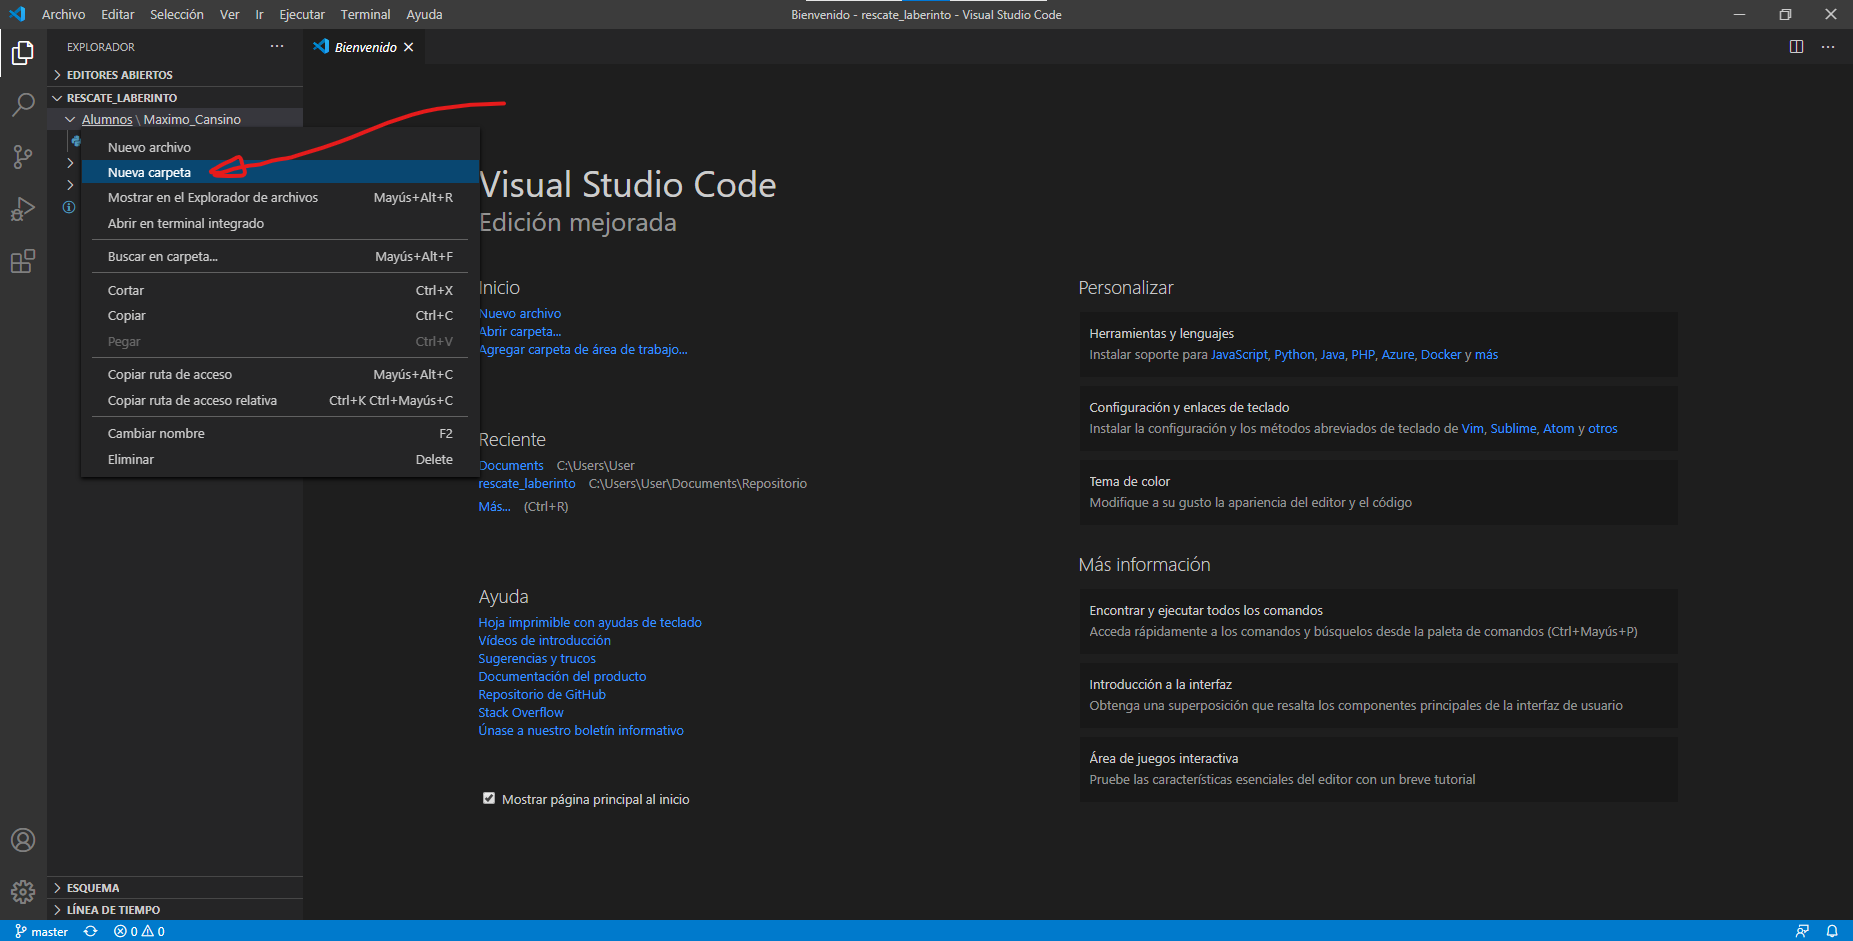 Archivo Editar Selección Ver Ir Ejecutar Terminal Ayuda
Bienvenido - rescate_laberinto - Visual Studio Code
EXPLORADOR
Bienvenido
EDITORES ABIERTOS
RESCATE_LABERINTO
Alumnos \ Maximo_Cansino
Nuevo archivo
Nueva carpeta
Mostrar en el Explorador de archivos Mayús+Alt+R
Abrir en terminal integrado
Buscar en carpeta... Mayús+Alt+F
Cortar Ctrl+X
Copiar Ctrl+C
Pegar Ctrl+V
Copiar ruta de acceso Mayús+Alt+C
Copiar ruta de acceso relativa Ctrl+K Ctrl+Mayús+C
Cambiar nombre F2
Eliminar Delete
Visual Studio Code
Edición mejorada
Inicio
Nuevo archivo
Abrir carpeta...
Agregar carpeta de área de trabajo...
Reciente
Documents C:\Users\User
rescate_laberinto C:\Users\User\Documents\Repositorio
Más... (Ctrl+R)
Ayuda
Hoja imprimible con ayudas de teclado
Vídeos de introducción
Sugerencias y trucos
Documentación del producto
Repositorio de GitHub
Stack Overflow
Únase a nuestro boletín informativo
Mostrar página principal al inicio
Personalizar
Herramientas y lenguajes
Instalar soporte para JavaScript, Python, Java, PHP, Azure, Docker y más
Configuración y enlaces de teclado
Instalar la configuración y los métodos abreviados de teclado de Vim, Sublime, Atom y otros
Tema de color
Modifique a su gusto la apariencia del editor y el código
Más información
Encontrar y ejecutar todos los comandos
Acceda rápidamente a los comandos y búsquelos desde la paleta de comandos (Ctrl+Mayús+P)
Introducción a la interfaz
Obtenga una superposición que resalta los componentes principales de la interfaz de usuario
Área de juegos interactiva
Pruebe las características esenciales del editor con un breve tutorial
ESQUEMA
LÍNEA DE TIEMPO
master 0 0